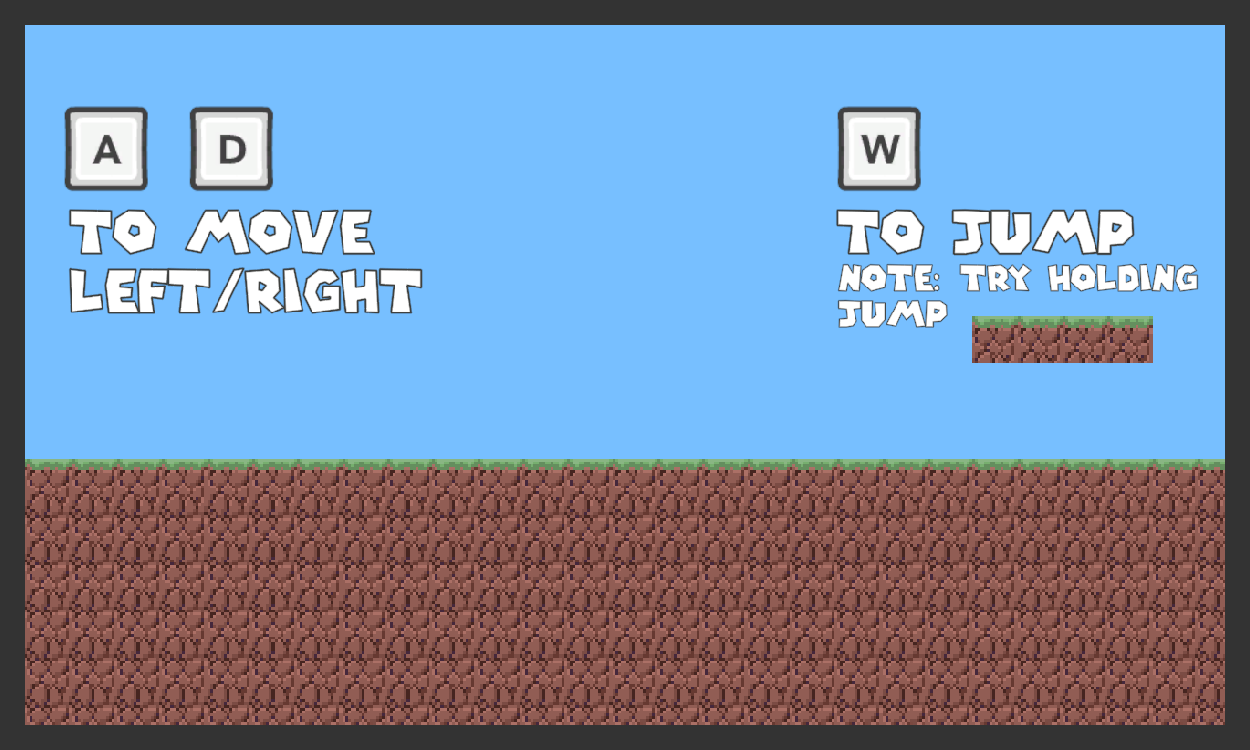 A D
TO MOVE
LEFT/RIGHT
W
TO JUMP
NOTE: TRY HOLDING
JUMP